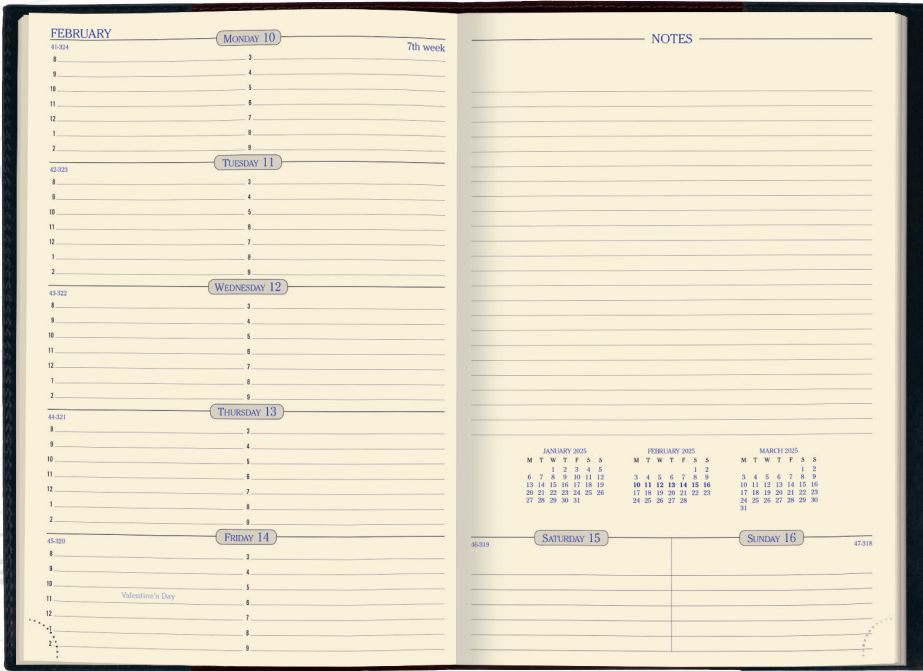 FEBRUARY
MONDAY 10
41-324
7th week
8 3
9 4
10 5
11 6
12 7
1 8
2 9
TUESDAY 11
42-323
8 3
9 4
10 5
11 6
12 7
1 8
2 9
WEDNESDAY 12
43-322
8 3
9 4
10 5
11 6
12 7
1 8
2 9
THURSDAY 13
44-321
8 3
9 4
10 5
11 6
12 7
1 8
2 9
FRIDAY 14
45-320
8 3
9 4
10 5
Valentine's Day
11 6
12 7
1 8
2 9
NOTES
JANUARY 2025
M T W T F S S
1 2 3 4 5
6 7 8 9 10 11 12
13 14 15 16 17 18 19
20 21 22 23 24 25 26
27 28 29 30 31
FEBRUARY 2025
M T W T F S S
1 2
3 4 5 6 7 8 9
10 11 12 13 14 15 16
17 18 19 20 21 22 23
24 25 26 27 28
MARCH 2025
M T W T F S S
1 2
3 4 5 6 7 8 9
10 11 12 13 14 15 16
17 18 19 20 21 22 23
24 25 26 27 28 29 30
31
SATURDAY 15
46-319
SUNDAY 16
47-318